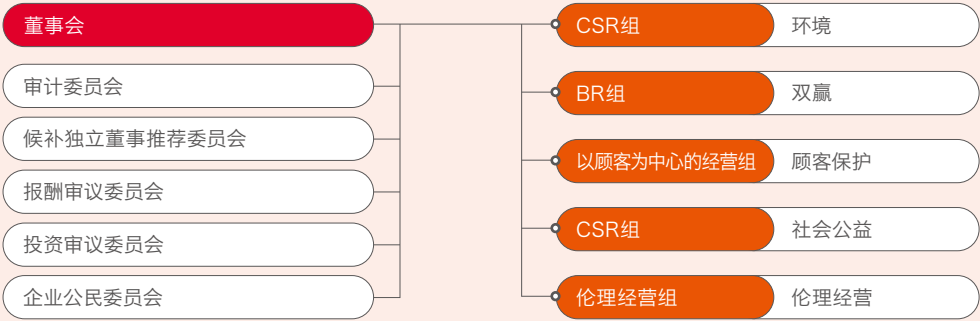 董事会
审计委员会
候补独立董事推荐委员会
报酬审议委员会
投资审议委员会
企业公民委员会
CSR组 环境
BR组 双赢
以顾客为中心的经营组 顾客保护
CSR组 社会公益
伦理经营组 伦理经营